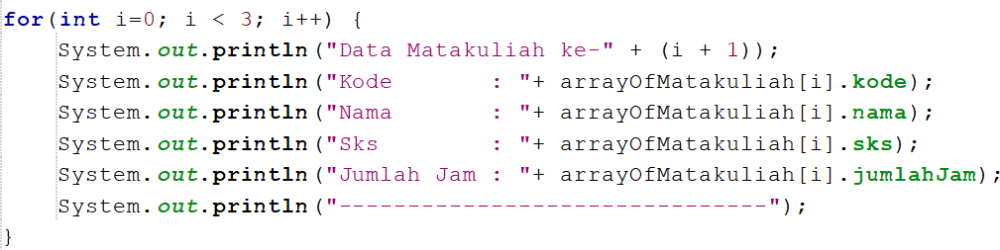 for(int i=0; i < 3; i++) {
    System.out.println("Data Matakuliah ke-" + (i + 1));
    System.out.println("Kode       : "+ arrayOfMatakuliah[i].kode);
    System.out.println("Nama       : "+ arrayOfMatakuliah[i].nama);
    System.out.println("Sks        : "+ arrayOfMatakuliah[i].sks);
    System.out.println("Jumlah Jam : "+ arrayOfMatakuliah[i].jumlahJam);
    System.out.println("--------------------------------");
}